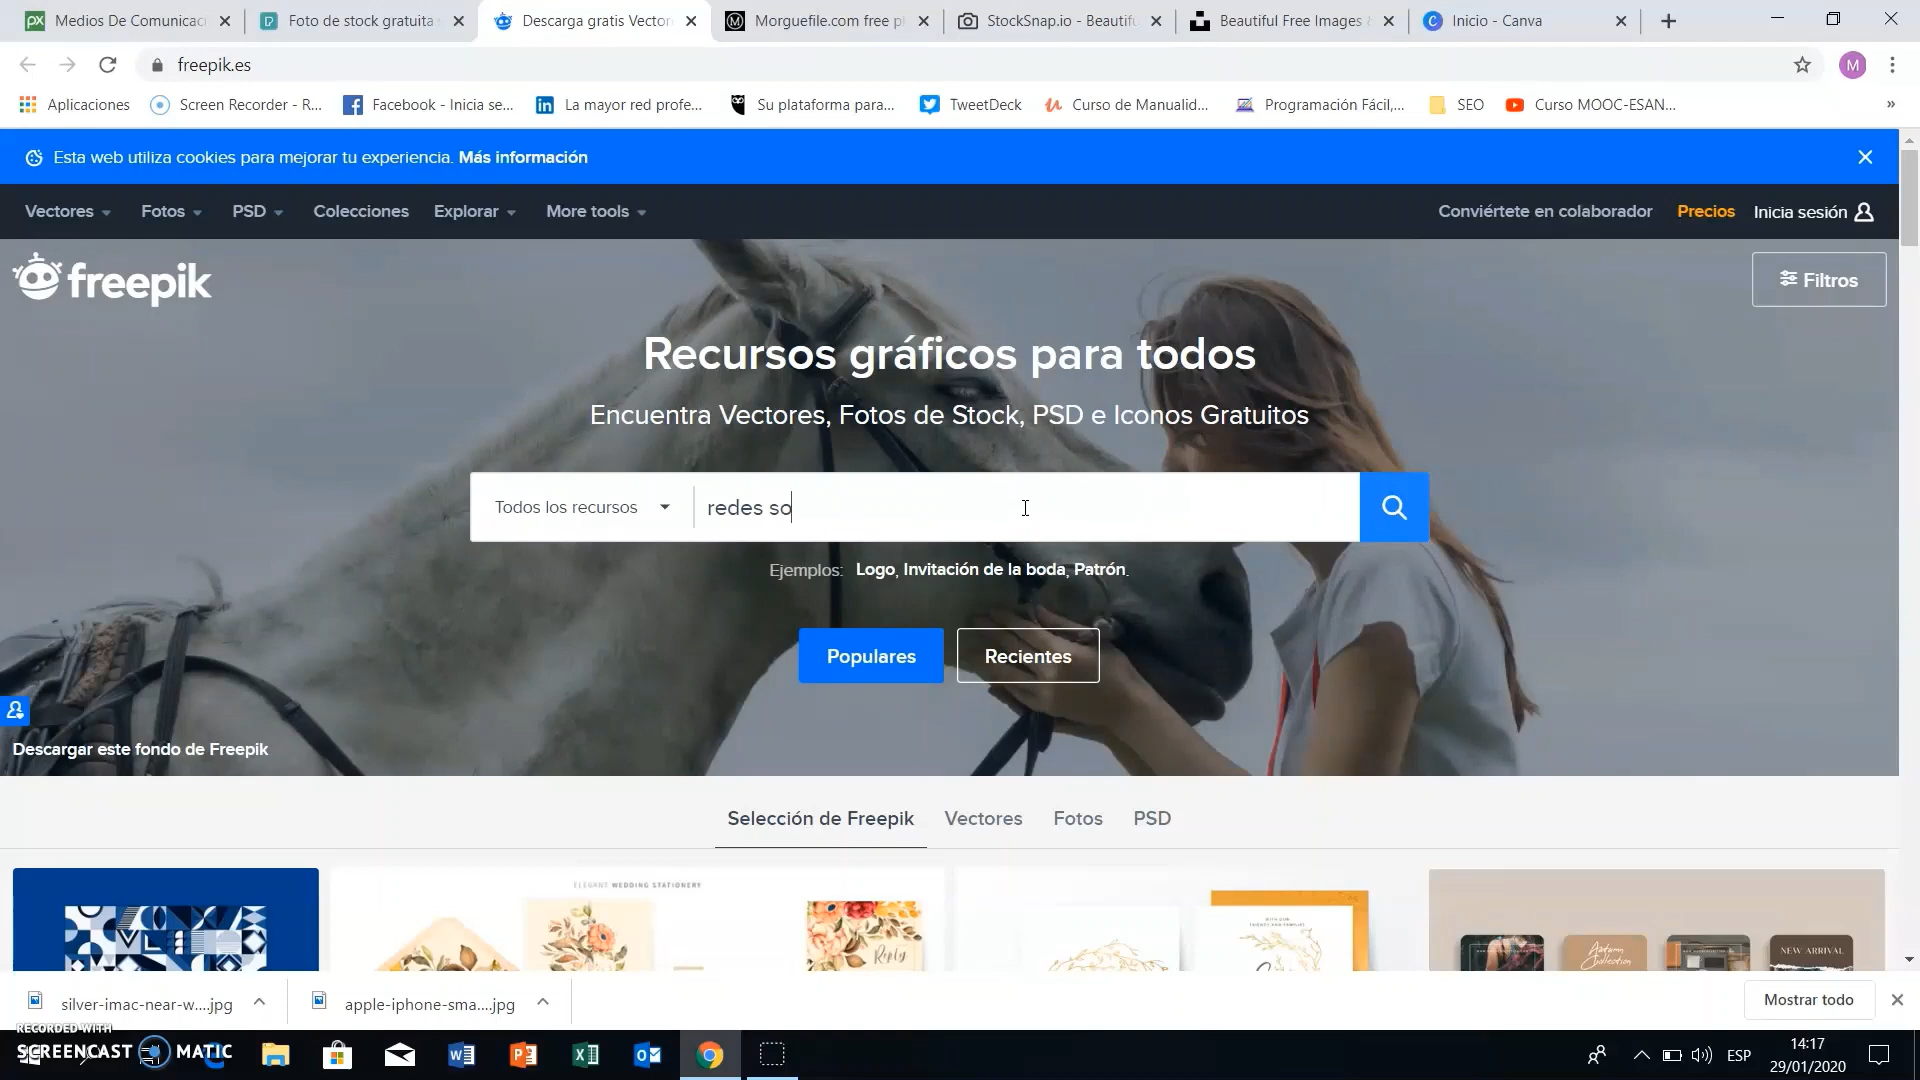 Medios De Comunicac
Foto de stock gratuita
Descarga gratis Vector
Morguefile.com free p
StockSnap.io - Beautifu
Beautiful Free Images
Inicio - Canva
freepik.es
M
Aplicaciones
Screen Recorder - R...
Facebook - Inicia se...
La mayor red profe...
Su plataforma para...
TweetDeck
Curso de Manualid...
Programación Fácil,...
SEO
Curso MOOC-ESAN...
Esta web utiliza cookies para mejorar tu experiencia. Más información
Vectores
Fotos
PSD
Colecciones
Explorar
More tools
Conviértete en colaborador
Precios
Inicia sesión
freepik
Filtros
Recursos gráficos para todos
Encuentra Vectores, Fotos de Stock, PSD e Iconos Gratuitos
Todos los recursos
redes so
Ejemplos: Logo, Invitación de la boda, Patrón.
Populares
Recientes
Descargar este fondo de Freepik
Selección de Freepik
Vectores
Fotos
PSD
ELEGANT WEDDING STATIONERY
Reply
Autumn
Collection
NEW ARRIVAL
silver-imac-near-w....jpg
apple-iphone-sma....jpg
Mostrar todo
RECORDED WITH
SCREENCAST MATIC
ESP
14:17
29/01/2020